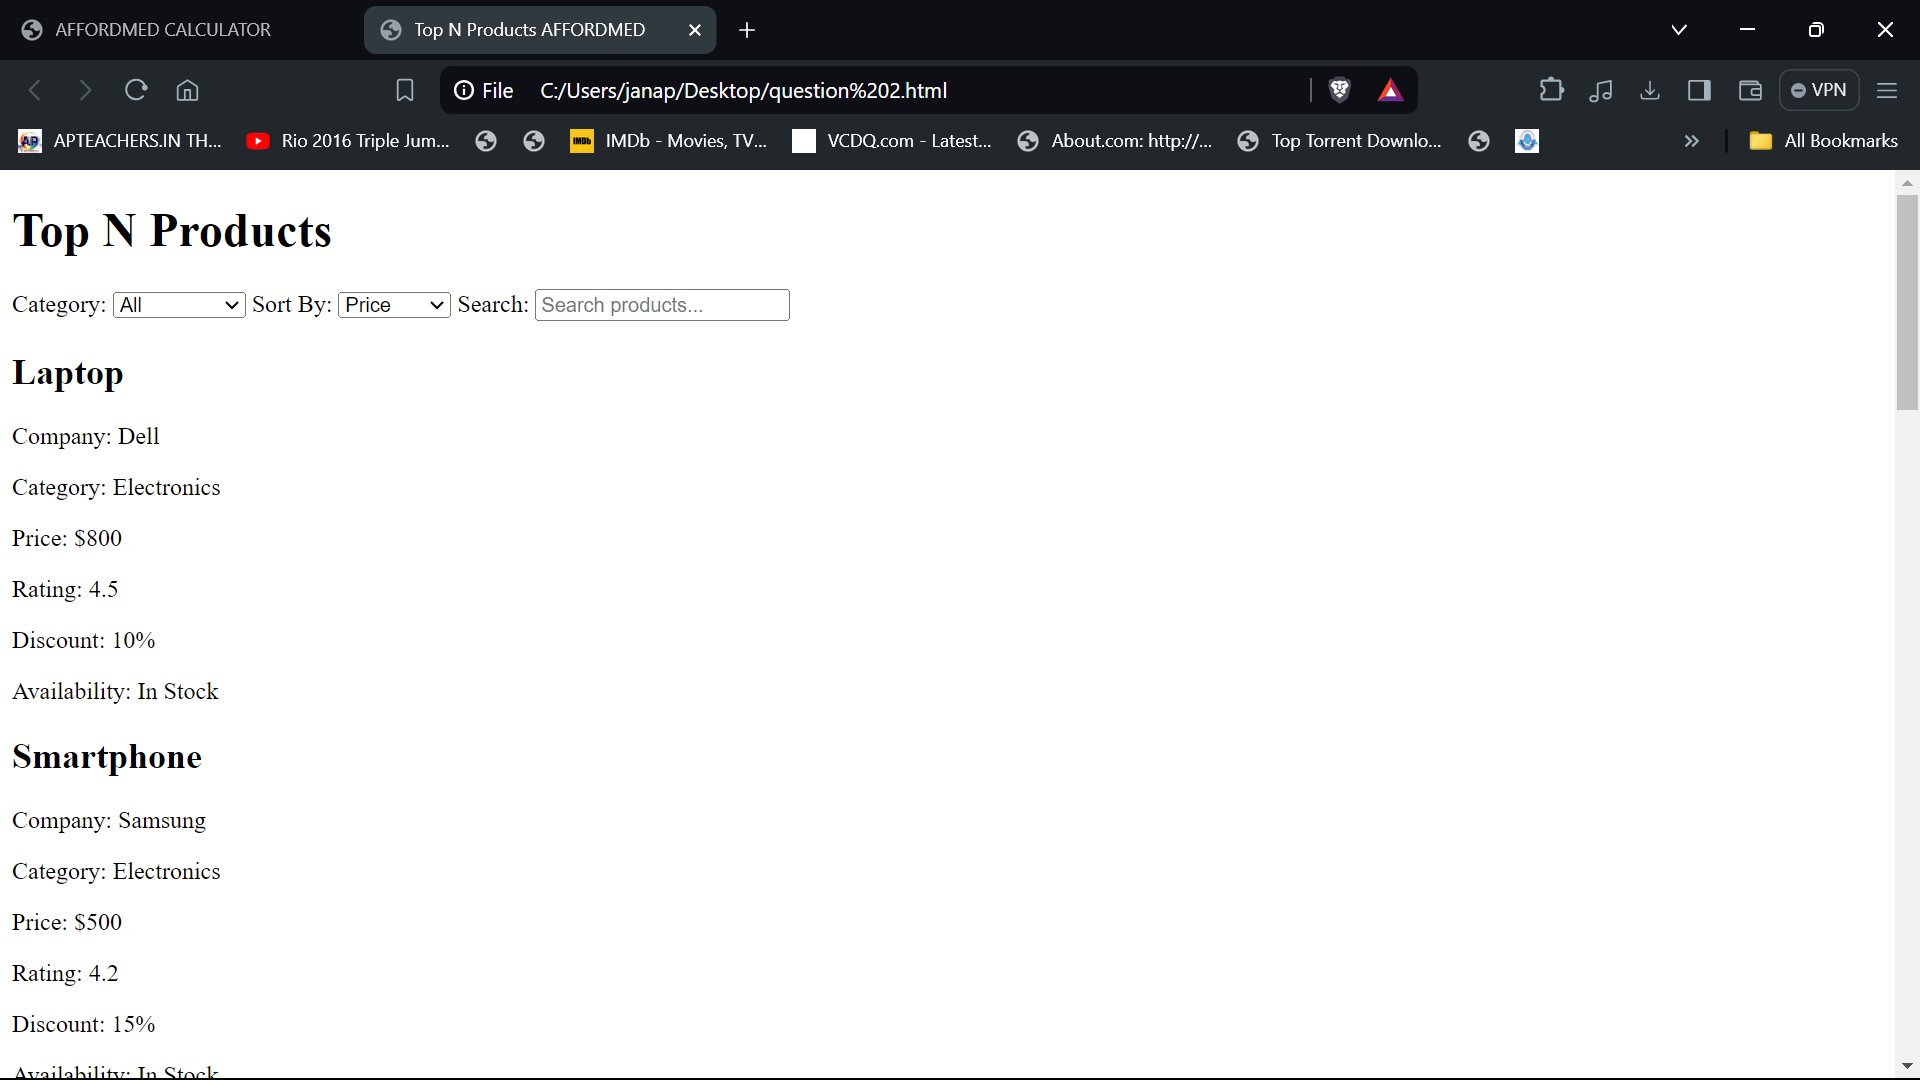 AFFORDMED CALCULATOR
Top N Products AFFORDMED
File C:/Users/janap/Desktop/question%202.html
VPN
APTEACHERS.IN TH...
Rio 2016 Triple Jum...
IMDb
IMDb - Movies, TV...
VCDQ.com - Latest...
About.com: http://...
Top Torrent Downlo...
All Bookmarks
Top N Products
Category: All Sort By: Price Search: Search products...
Laptop
Company: Dell
Category: Electronics
Price: $800
Rating: 4.5
Discount: 10%
Availability: In Stock
Smartphone
Company: Samsung
Category: Electronics
Price: $500
Rating: 4.2
Discount: 15%
Availability: In Stock